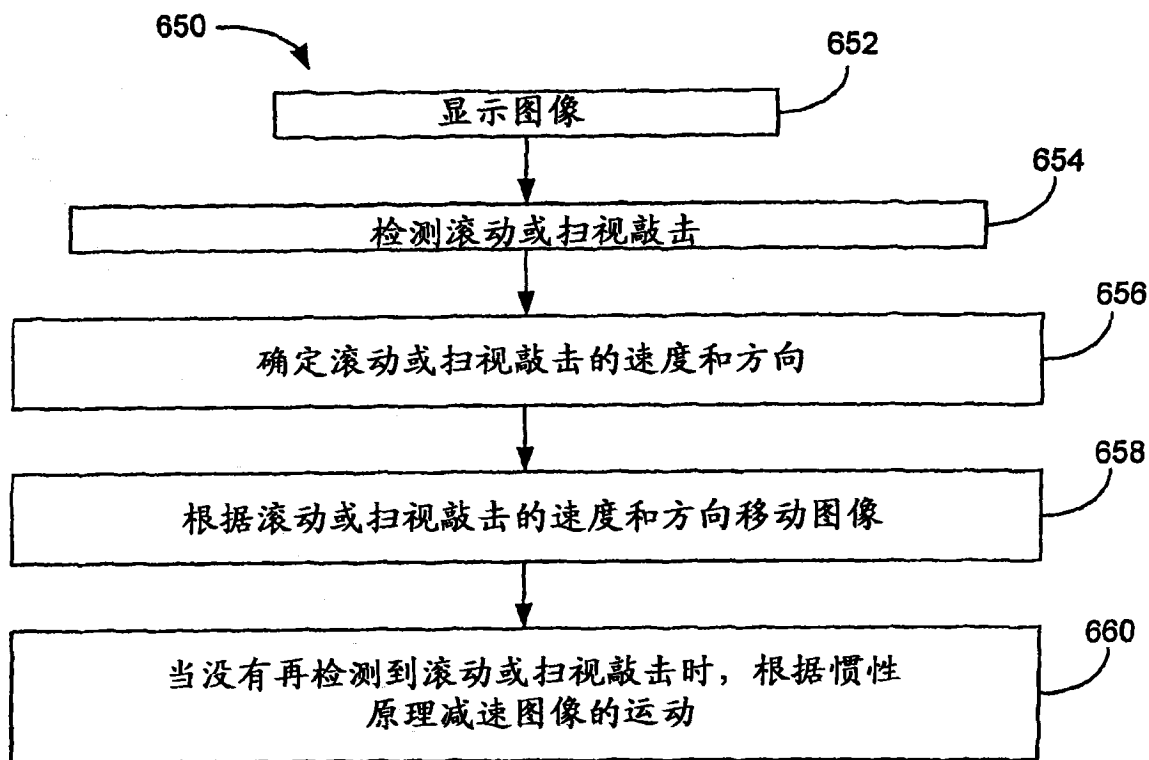 650
652
显示图像
654
检测滚动或扫视敲击
656
确定滚动或扫视敲击的速度和方向
658
根据滚动或扫视敲击的速度和方向移动图像
660
当没有再检测到滚动或扫视敲击时，根据惯性
原理减速图像的运动